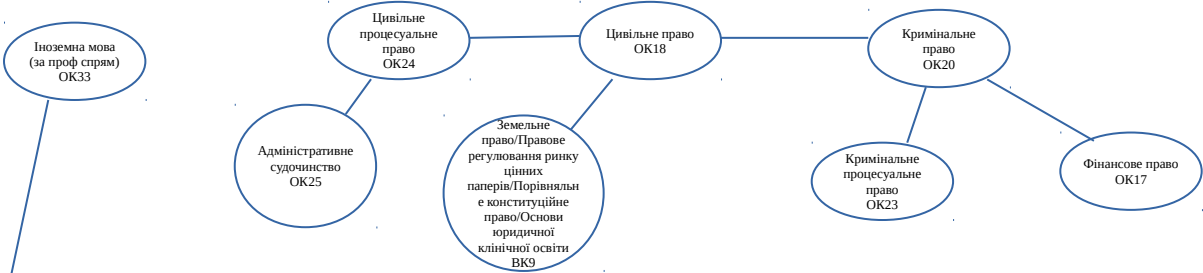 Іноземна мова
(за проф спрям)
ОК33
Цивільне
процесуальне
право
ОК24
Цивільне право
ОК18
Кримінальне
право
ОК20
Адміністративне
судочинство
ОК25
Земельне
право/Правове
регулювання ринку
цінних
паперів/Порівняльн
е конституційне
право/Основи
юридичної
клінічної освіти
ВК9
Кримінальне
процесуальне
право
ОК23
Фінансове право
ОК17